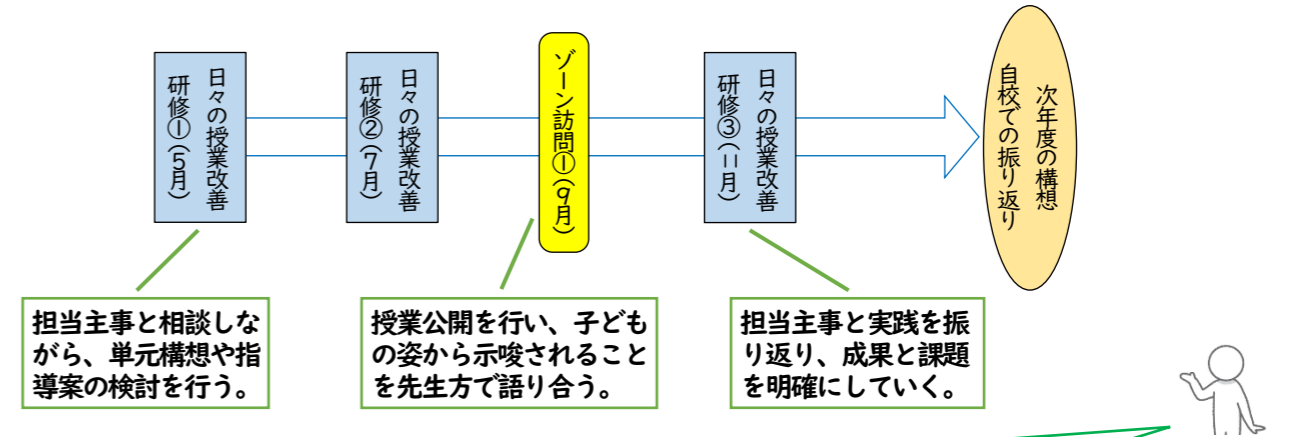 日々の授業改善
研修①(5月)
日々の授業改善
研修②(7月)
ゾーン訪問①(9月)
日々の授業改善
研修③(11月)
次年度の構想
自校での振り返り
担当主事と相談しな
がら、単元構想や指
導案の検討を行う。
授業公開を行い、子ども
の姿から示唆されること
を先生方で語り合う。
担当主事と実践を振
り返り、成果と課題
を明確にしていく。